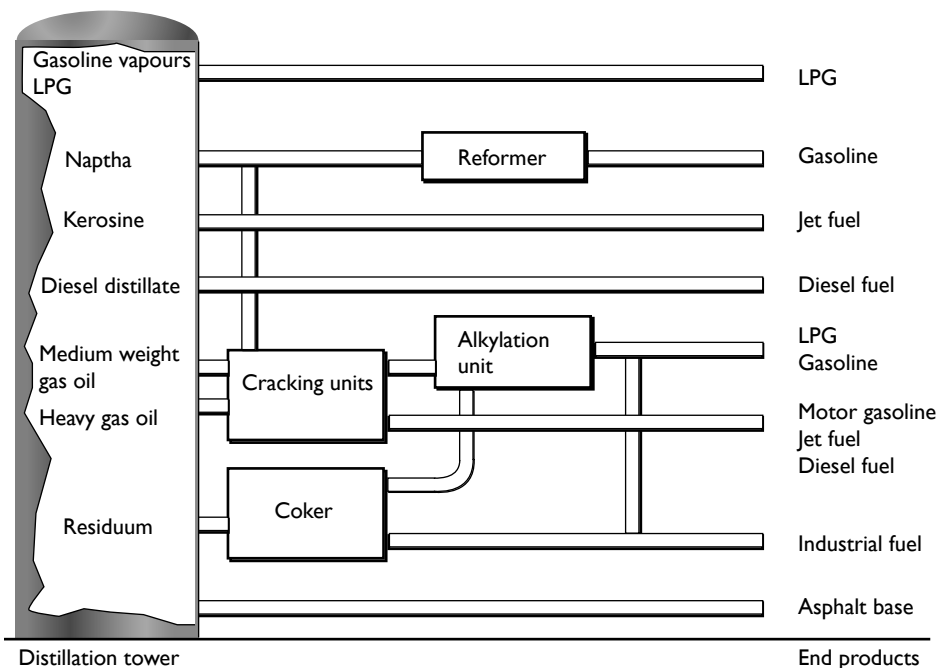 Gasoline vapours
LPG
LPG
Naptha
Reformer
Gasoline
Kerosine
Jet fuel
Diesel distillate
Diesel fuel
Medium weight
gas oil
Cracking units
Alkylation
unit
LPG
Gasoline
Heavy gas oil
Motor gasoline
Jet fuel
Diesel fuel
Residuum
Coker
Industrial fuel
Asphalt base
Distillation tower
End products